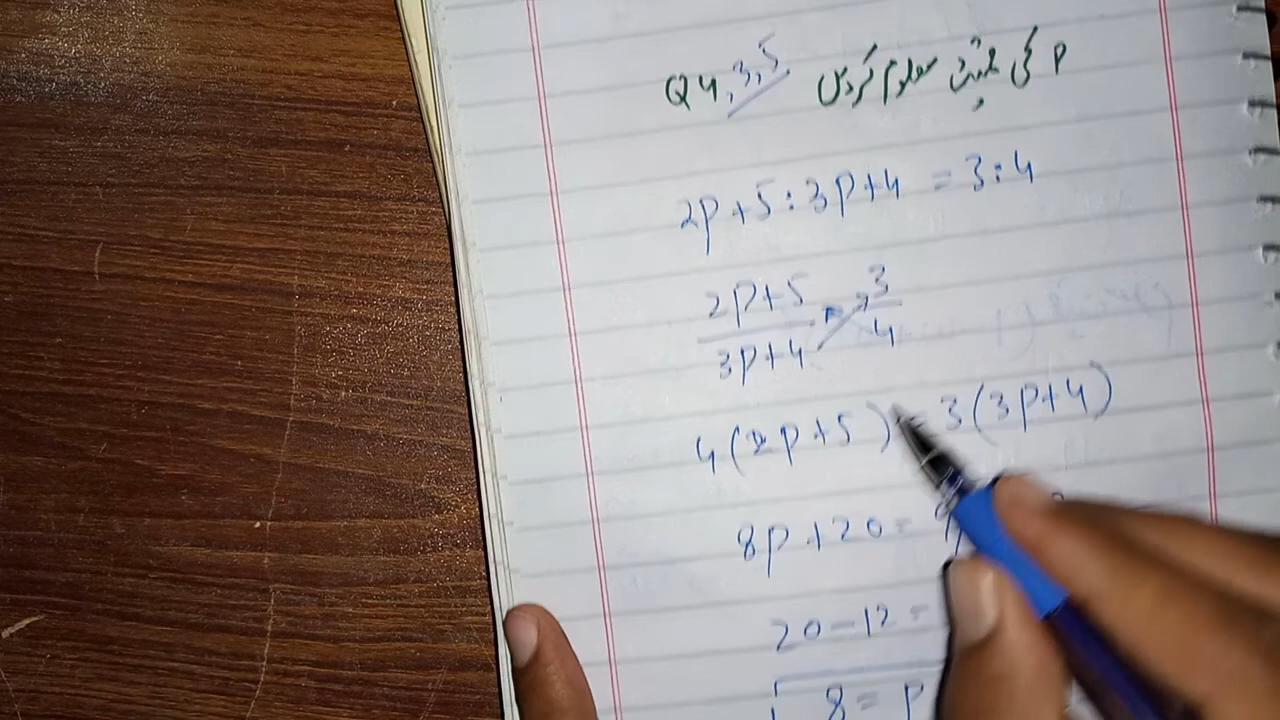 Q4,3,5 P کی قیمت معلوم کریں
2P+5:3P+4 = 3:4
2P+5/3P+4 = 3/4
4(2P+5) = 3(3P+4)
8P+20 = 9
20-12 =
8 = P